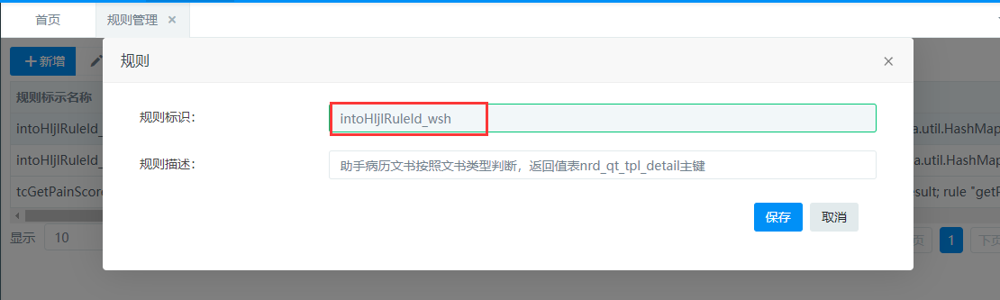 首页 规则管理 ×
新增
规则 ×
规则标示名称
规则标识: intoHljlRuleId_wsh
intoHljlRuleId_ a.util.HashMap
intoHljlRuleId_ a.util.HashMap
规则描述: 助手病历文书按照文书类型判断，返回值表nrd_qt_tpl_detail主键
tcGetPainScore esult; rule "getP
保存 取消
显示 10 页 1 下页